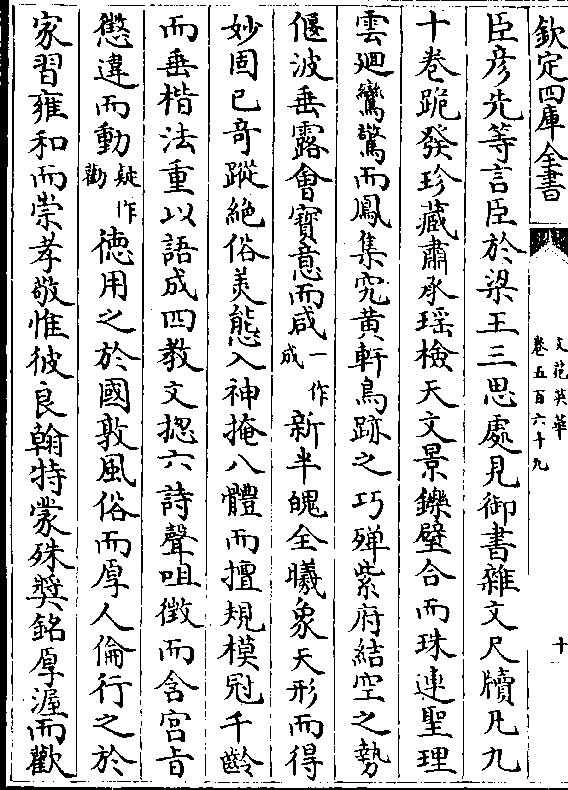 欽定四庫全書
文苑英華
卷五百六十九
十
臣彦先等言臣於梁王三思處見御書雜文尺牘凡九
十卷跪發珍藏肅承瑶檢天文景鑠璧合而珠連聖理
雲廻鸞驚而鳳集究黄軒鳥跡之巧殫紫府結空之勢
偃波垂露會寶意而咸一作成新半魄全曦象天形而得
妙固已奇蹤絶俗美態入神掩八體而擅規模冠千齡
而垂楷法重以語成四教文揔六詩聲咀徵而含宫旨
懲違而動疑作勸徳用之於國敦風俗而厚人倫行之於
家習雍和而崇孝敬惟彼良翰特蒙殊奬銘厚渥而歡